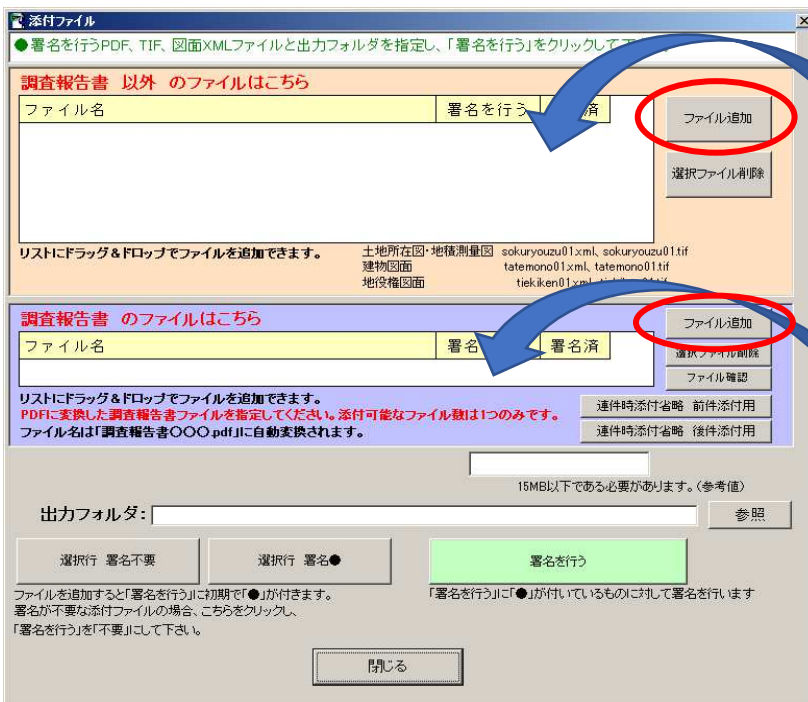 添付ファイル
●署名を行うPDF、TIF、図面XMLファイルと出力フォルダを指定し、「署名を行う」をクリックして
調査報告書 以外 のファイルはこちら
ファイル名 署名を行う 済
ファイル追加
選択ファイル削除
リストにドラッグ&ドロップでファイルを追加できます。
土地所在図・地積測量図 sokuryouzu01xml、sokuryouzu01.tif
建物図面 tatemono01xml、tatemono01.tif
地役権図面 tiekiken01xml、
調査報告書 のファイルはこちら
ファイル追加
ファイル名 署名 署名済
選択ファイル削除
ファイル確認
リストにドラッグ&ドロップでファイルを追加できます。
PDFに変換した調査報告書ファイルを指定してください。添付可能なファイル数は1つのみです。
ファイル名は「調査報告書〇〇〇.pdf」に自動変換されます。
連件時添付省略 前件添付用
連件時添付省略 後件添付用
15MB以下である必要があります。(参考値)
出力フォルダ: 参照
選択行 署名不要 選択行 署名● 署名を行う
ファイルを追加すると「署名を行う」に初期で「●」が付きます。
署名が不要な添付ファイルの場合、こちらをクリックし、
「署名を行う」を「不要」にして下さい。
「署名を行う」に「●」が付いているものに対して署名を行います
閉じる